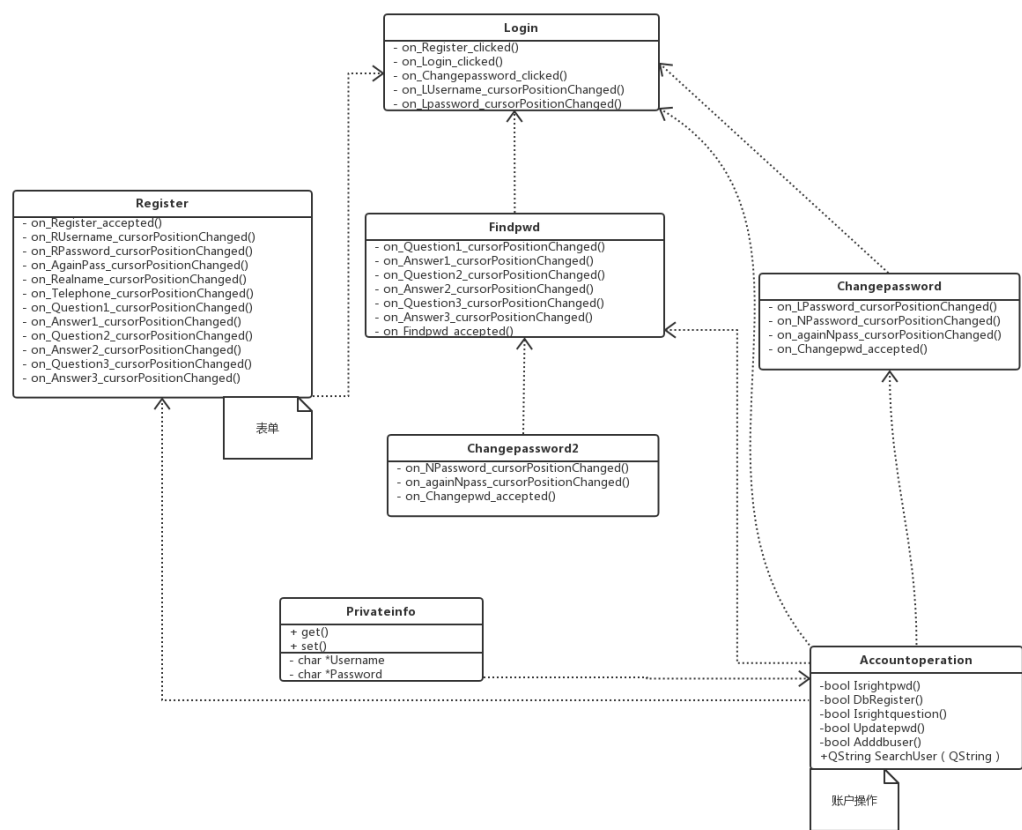 Login
- on_Register_clicked()
- on_Login_clicked()
- on_Changepassword_clicked()
- on_LUsername_cursorPositionChanged()
- on_Lpassword_cursorPositionChanged()
Register
- on_Register_accepted()
- on_RUsername_cursorPositionChanged()
- on_RPassword_cursorPositionChanged()
- on_AgainPass_cursorPositionChanged()
- on_Realname_cursorPositionChanged()
- on_Telephone_cursorPositionChanged()
- on_Question1_cursorPositionChanged()
- on_Answer1_cursorPositionChanged()
- on_Question2_cursorPositionChanged()
- on_Answer2_cursorPositionChanged()
- on_Question3_cursorPositionChanged()
- on_Answer3_cursorPositionChanged()
表单
Findpwd
- on_Question1_cursorPositionChanged()
- on_Answer1_cursorPositionChanged()
- on_Question2_cursorPositionChanged()
- on_Answer2_cursorPositionChanged()
- on_Question3_cursorPositionChanged()
- on_Answer3_cursorPositionChanged()
- on_Findpwd_accepted()
Changepassword
- on_LPassword_cursorPositionChanged()
- on_NPassword_cursorPositionChanged()
- on_againNpass_cursorPositionChanged()
- on_Changepwd_accepted()
Changepassword2
- on_NPassword_cursorPositionChanged()
- on_againNpass_cursorPositionChanged()
- on_Changepwd_accepted()
Privateinfo
+ get()
+ set()
- char *Username
- char *Password
Accountoperation
-bool Isrightpwd()
-bool DbRegister()
-bool Isrightquestion()
-bool Updatepwd()
-bool Adddbuser()
+QString SearchUser ( QString )
账户操作